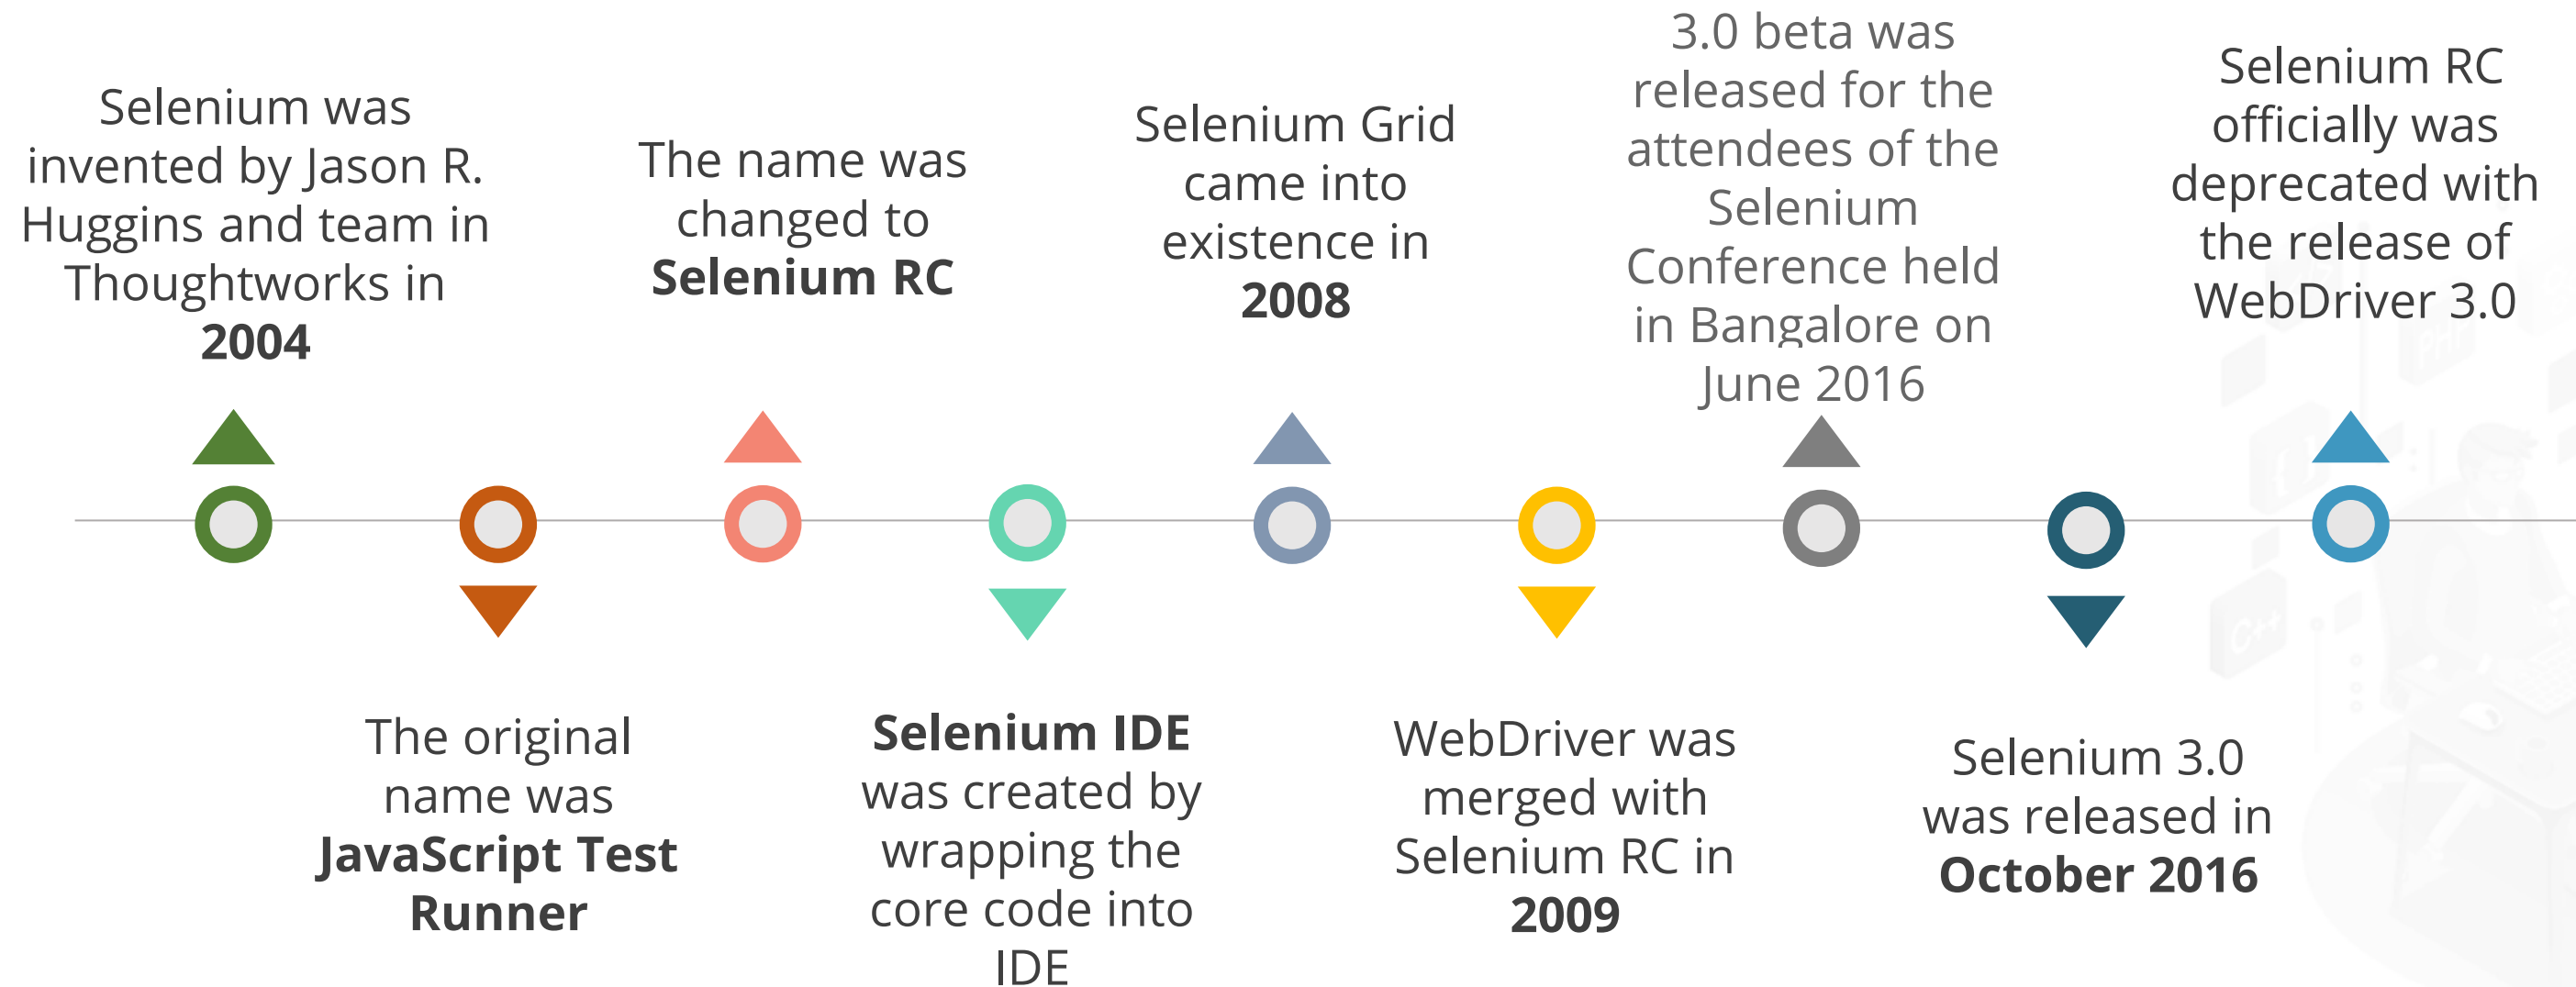 Selenium was
invented by Jason R.
Huggins and team in
Thoughtworks in
2004
The original
name was
JavaScript Test
Runner
The name was
changed to
Selenium RC
Selenium IDE
was created by
wrapping the
core code into
IDE
Selenium Grid
came into
existence in
2008
WebDriver was
merged with
Selenium RC in
2009
3.0 beta was
released for the
attendees of the
Selenium
Conference held
in Bangalore on
June 2016
Selenium 3.0
was released in
October 2016
Selenium RC
officially was
deprecated with
the release of
WebDriver 3.0
PHP
C++